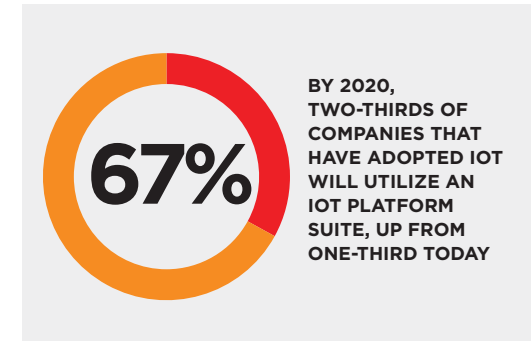 67%
BY 2020,
TWO-THIRDS OF
COMPANIES THAT
HAVE ADOPTED IOT
WILL UTILIZE AN
IOT PLATFORM
SUITE, UP FROM
ONE-THIRD TODAY